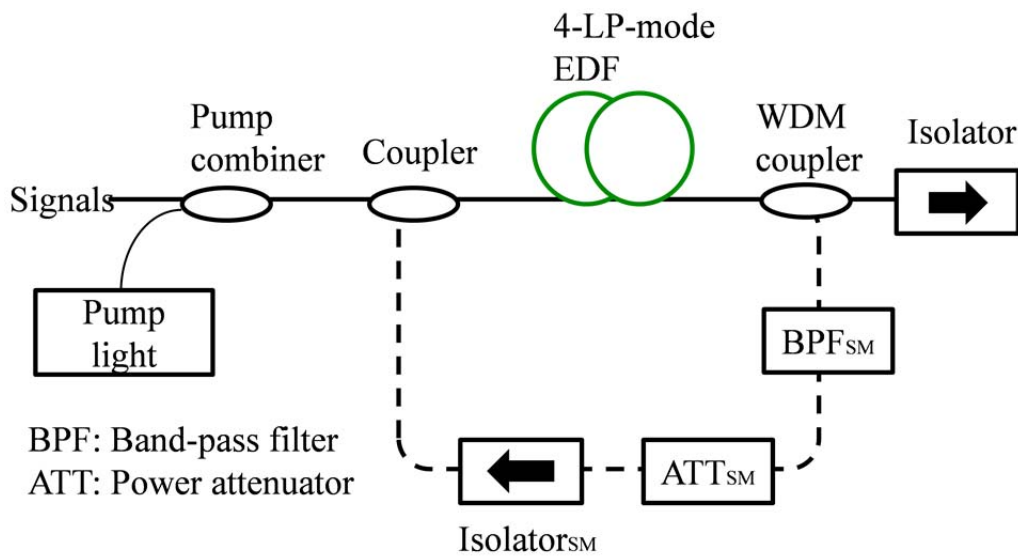 4-LP-mode
EDF
Pump
combiner
Coupler
WDM
coupler
Isolator
Signals
Pump
light
BPFSM
BPF: Band-pass filter
ATT: Power attenuator
ATTSM
IsolatorSM